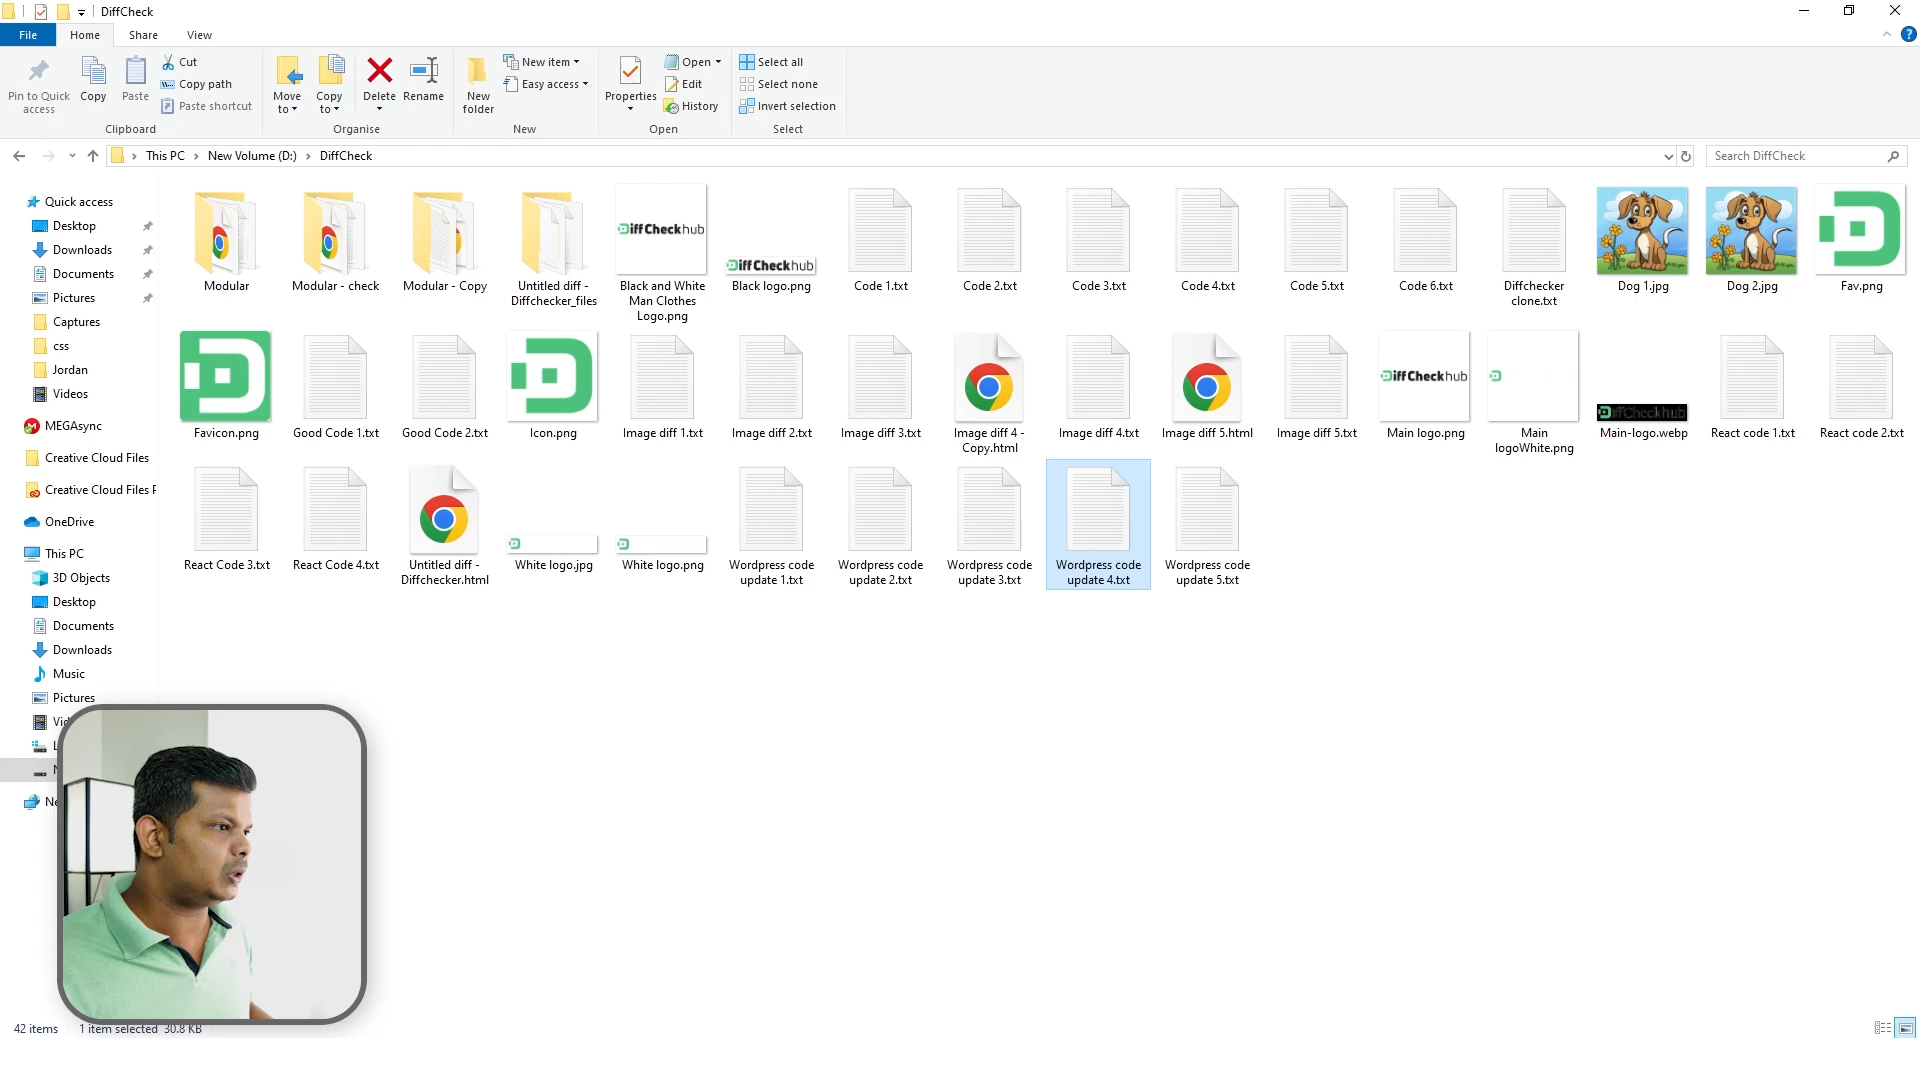 DiffCheck
File
Home
Share
View
Pin to Quick
access
Copy
Paste
Cut
Copy path
Paste shortcut
Clipboard
Move
to
Copy
to
Delete
Rename
Organise
New
folder
New item
Easy access
New
Properties
Open
Edit
History
Open
Select all
Select none
Invert selection
Select
This PC
New Volume (D:)
DiffCheck
Search DiffCheck
Quick access
Desktop
Downloads
Documents
Pictures
Captures
css
Jordan
Videos
MEGAsync
Creative Cloud Files
Creative Cloud Files P
OneDrive
This PC
3D Objects
Desktop
Documents
Downloads
Music
Pictures
Modular
Modular - check
Modular - Copy
Untitled diff -
Diffchecker_files
DiffCheckhub
Black and White
Man Clothes
Logo.png
DiffCheckhub
Black logo.png
Code 1.txt
Code 2.txt
Code 3.txt
Code 4.txt
Code 5.txt
Code 6.txt
Diffchecker
clone.txt
Dog 1.jpg
Dog 2.jpg
Fav.png
Favicon.png
Good Code 1.txt
Good Code 2.txt
Icon.png
Image diff 1.txt
Image diff 2.txt
Image diff 3.txt
Image diff 4 -
Copy.html
Image diff 4.txt
Image diff 5.html
Image diff 5.txt
DiffCheckhub
Main logo.png
Main
logoWhite.png
DiffCheckhub
Main-logo.webp
React code 1.txt
React code 2.txt
React Code 3.txt
React Code 4.txt
Untitled diff -
Diffchecker.html
White logo.jpg
White logo.png
Wordpress code
update 1.txt
Wordpress code
update 2.txt
Wordpress code
update 3.txt
Wordpress code
update 4.txt
Wordpress code
update 5.txt
42 items
1 item selected 30.8 KB